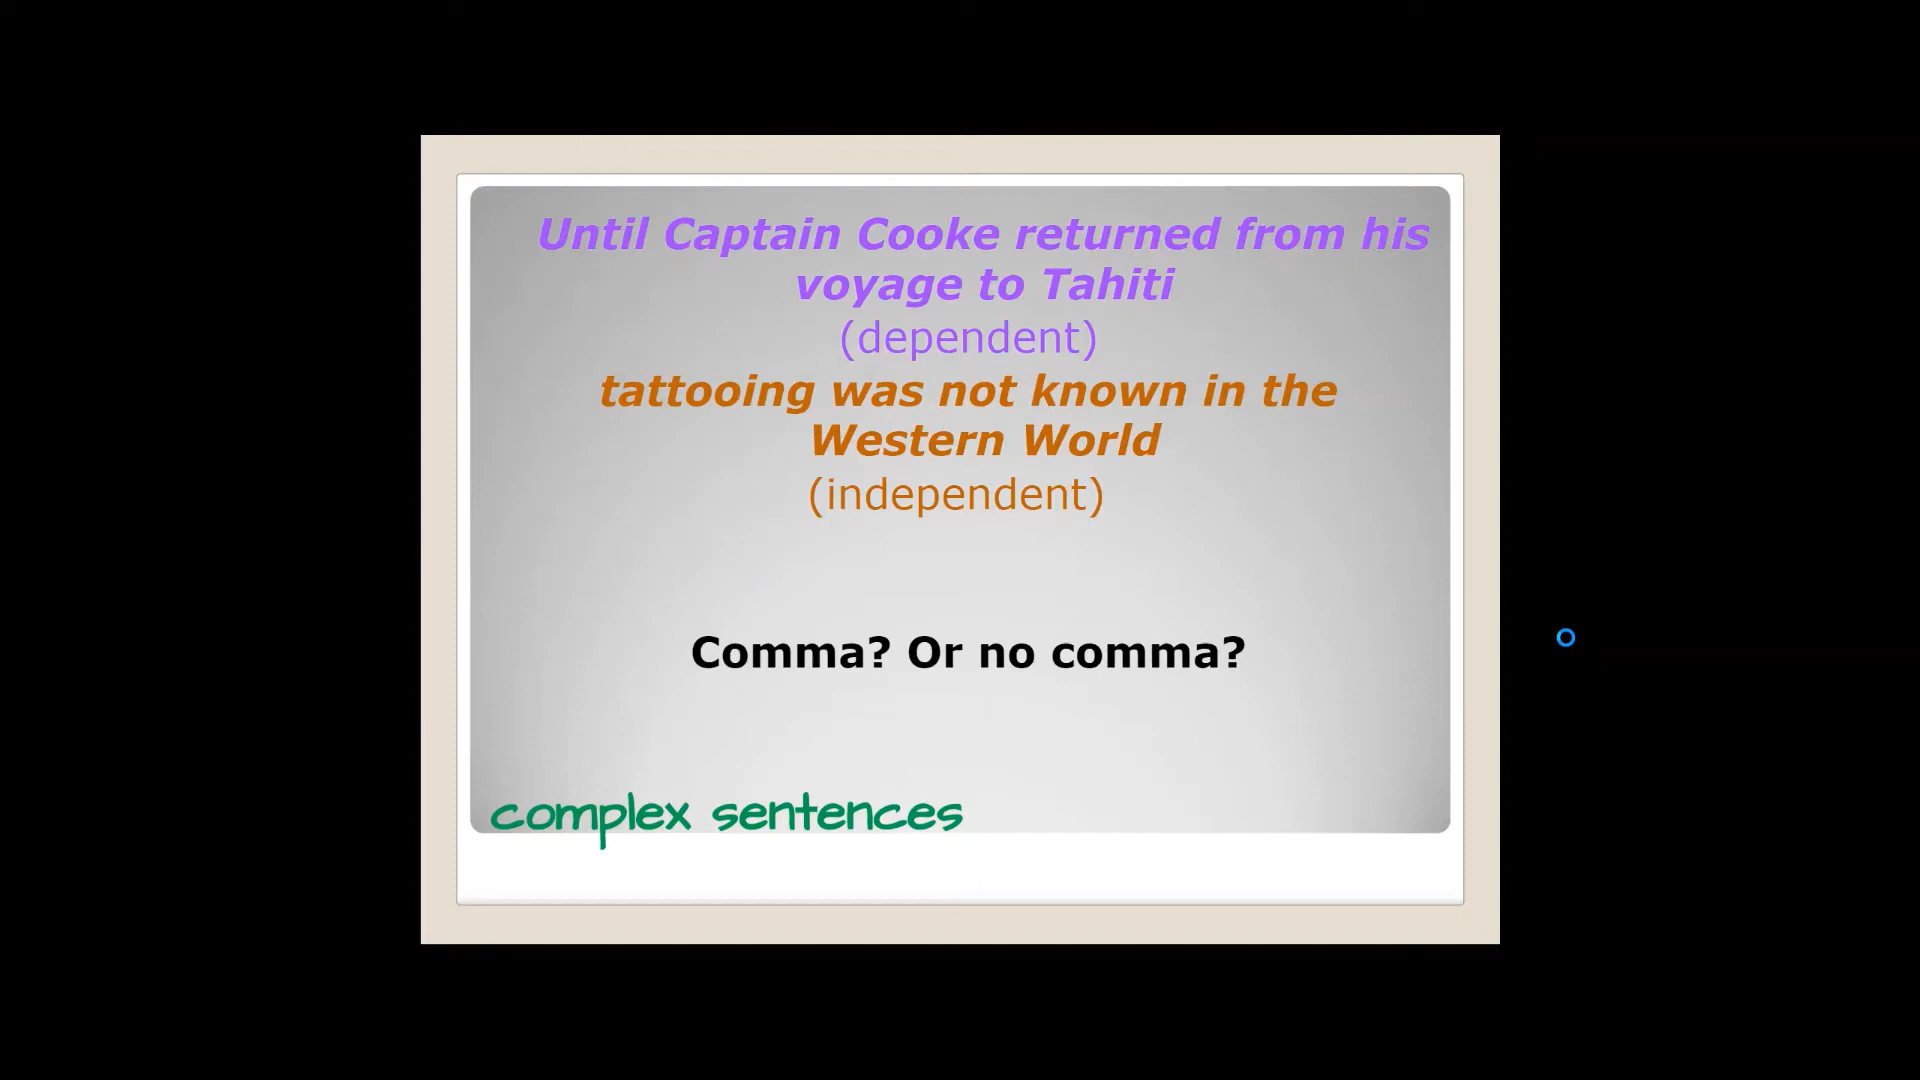 Until Captain Cooke returned from his
voyage to Tahiti
(dependent)
tattooing was not known in the
Western World
(independent)
Comma? Or no comma?
complex sentences